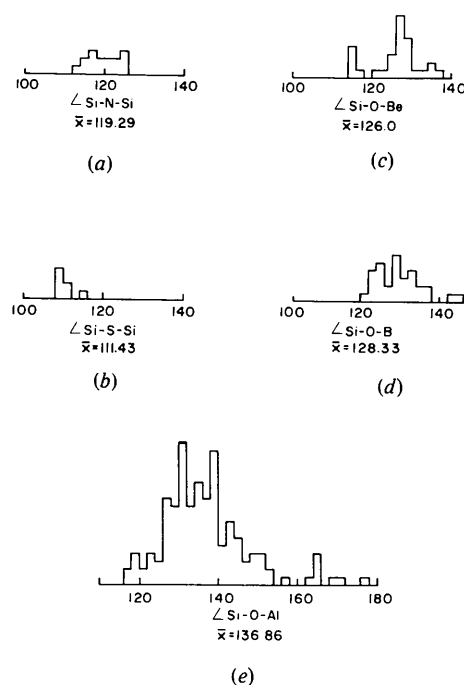 100 120 140
∠ Si-N-Si
x̄=119.29
(a)
100 120 140
∠ Si-O-Be
x̄=126.0
(c)
100 120 140
∠ Si-S-Si
x̄=111.43
(b)
100 120 140
∠ Si-O-B
x̄=128.33
(d)
120 140 160 180
∠ Si-O-Al
x̄=136 86
(e)